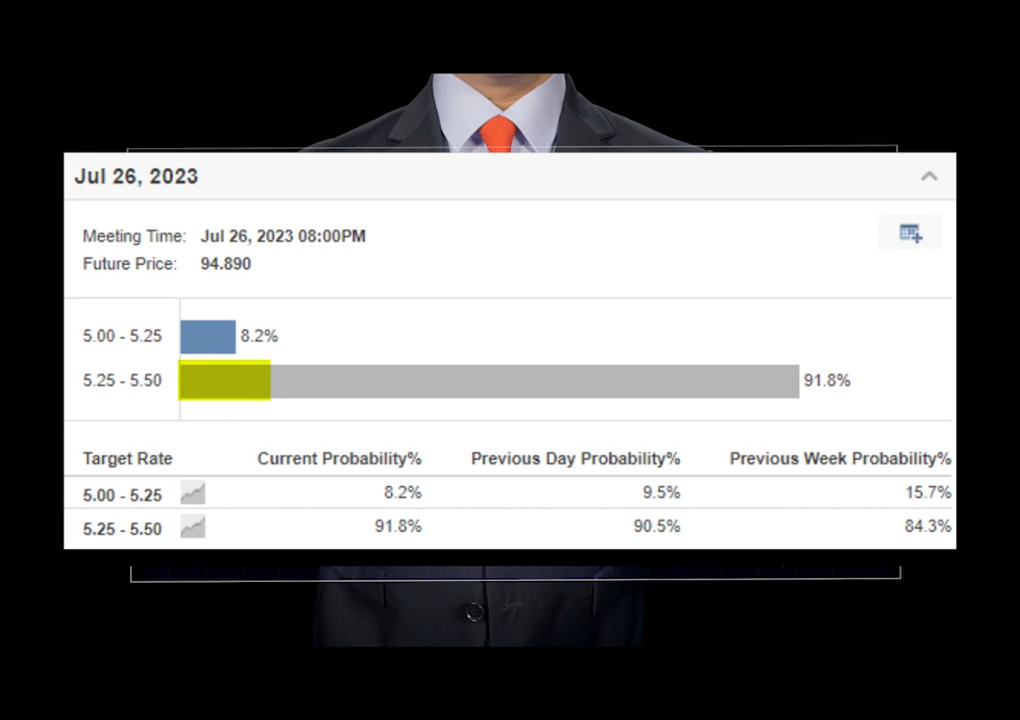 Jul 26, 2023
Meeting Time: Jul 26, 2023 08:00PM
Future Price: 94.890
5.00 - 5.25 8.2%
5.25 - 5.50 91.8%
Target Rate Current Probability% Previous Day Probability% Previous Week Probability%
5.00 - 5.25 8.2% 9.5% 15.7%
5.25 - 5.50 91.8% 90.5% 84.3%